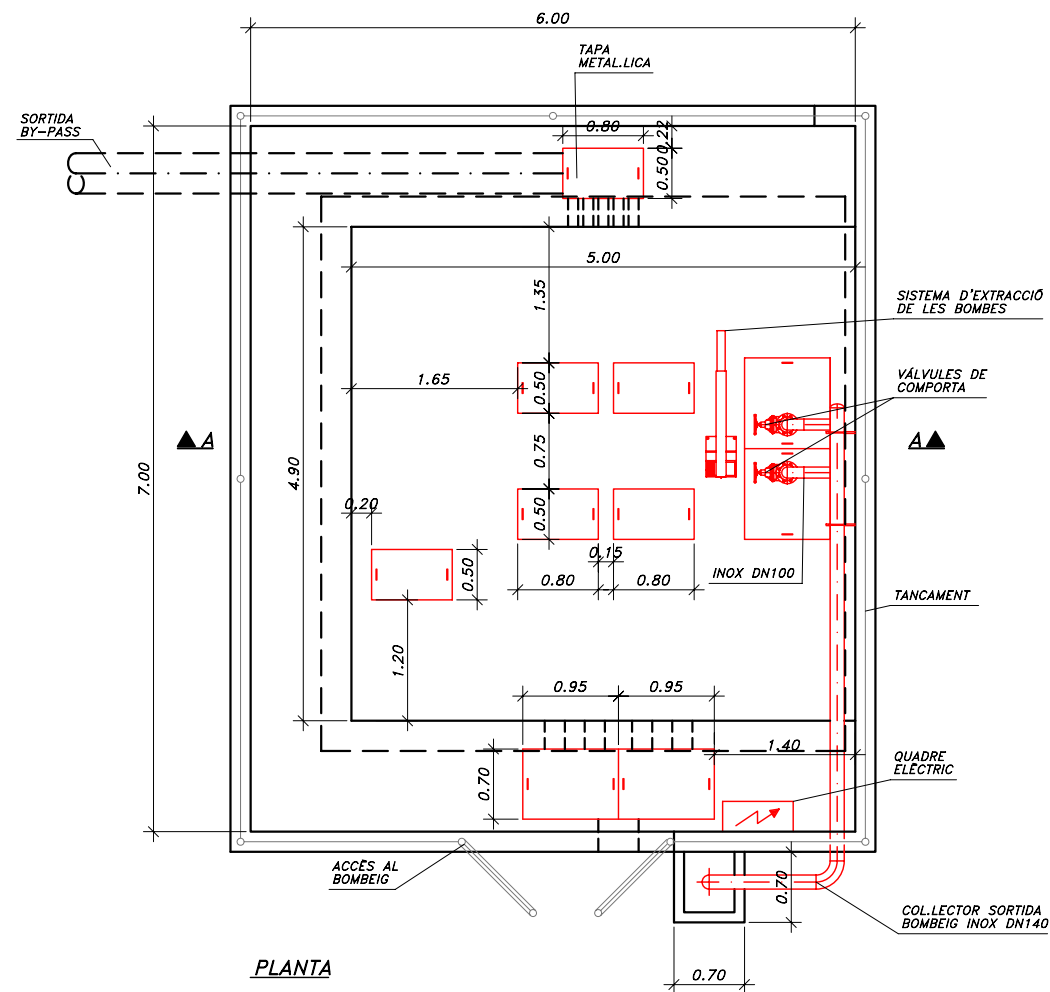 6.00
TAPA
METAL.LICA
SORTIDA
BY-PASS
0.80
0.22
0.50
5.00
1.35
SISTEMA D'EXTRACCIÓ
DE LES BOMBES
1.65
0.50
VÁLVULES DE
COMPORTA
A
A
7.00
4.90
0.75
0.20
0.50
0.15
0.50
0.80
0.80
INOX DN100
TANCAMENT
1.20
0.95
0.95
1.40
0.70
QUADRE
ELÈCTRIC
ACCÈS AL
BOMBEIG
0.70
COL.LECTOR SORTIDA
BOMBEIG INOX DN140
PLANTA
0.70